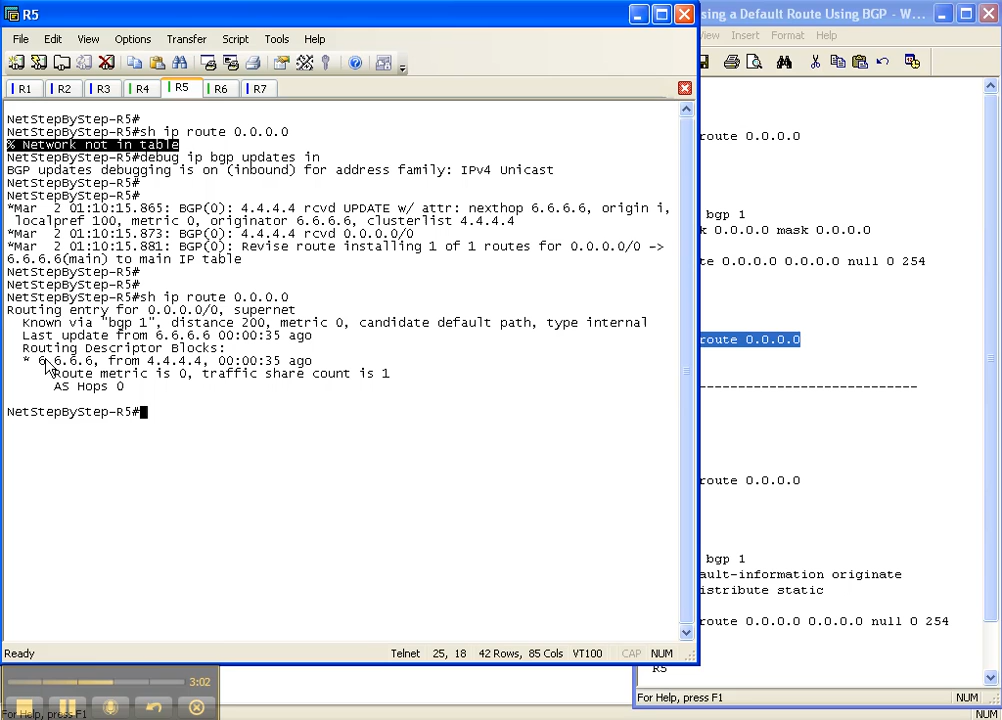 R5
File Edit View Options Transfer Script Tools Help
R1 R2 R3 R4 R5 R6 R7
NetStepByStep-R5#
NetStepByStep-R5#sh ip route 0.0.0.0
% Network not in table
NetStepByStep-R5#debug ip bgp updates in
BGP updates debugging is on (inbound) for address family: IPv4 Unicast
NetStepByStep-R5#
NetStepByStep-R5#
*Mar  2 01:10:15.865: BGP(0): 4.4.4.4 rcvd UPDATE w/ attr: nexthop 6.6.6.6, origin i,
localpref 100, metric 0, originator 6.6.6.6, clusterlist 4.4.4.4
*Mar  2 01:10:15.873: BGP(0): 4.4.4.4 rcvd 0.0.0.0/0
*Mar  2 01:10:15.881: BGP(0): Revise route installing 1 of 1 routes for 0.0.0.0/0 ->
6.6.6.6(main) to main IP table
NetStepByStep-R5#
NetStepByStep-R5#
NetStepByStep-R5#sh ip route 0.0.0.0
Routing entry for 0.0.0.0/0, supernet
Known via "bgp 1", distance 200, metric 0, candidate default path, type internal
Last update from 6.6.6.6 00:00:35 ago
Routing Descriptor Blocks:
* 6.6.6.6, from 4.4.4.4, 00:00:35 ago
Route metric is 0, traffic share count is 1
AS Hops 0
NetStepByStep-R5#
Ready Telnet 25, 18 42 Rows, 85 Cols VT100 CAP NUM
3:02
For Help, press F1
sing a Default Route Using BGP - W...
View Insert Format Help
route 0.0.0.0
bgp 1
k 0.0.0.0 mask 0.0.0.0
te 0.0.0.0 0.0.0.0 null 0 254
route 0.0.0.0
----------------------------
route 0.0.0.0
bgp 1
ault-information originate
istribute static
route 0.0.0.0 0.0.0.0 null 0 254
R5
For Help, press F1 NUM
NUM